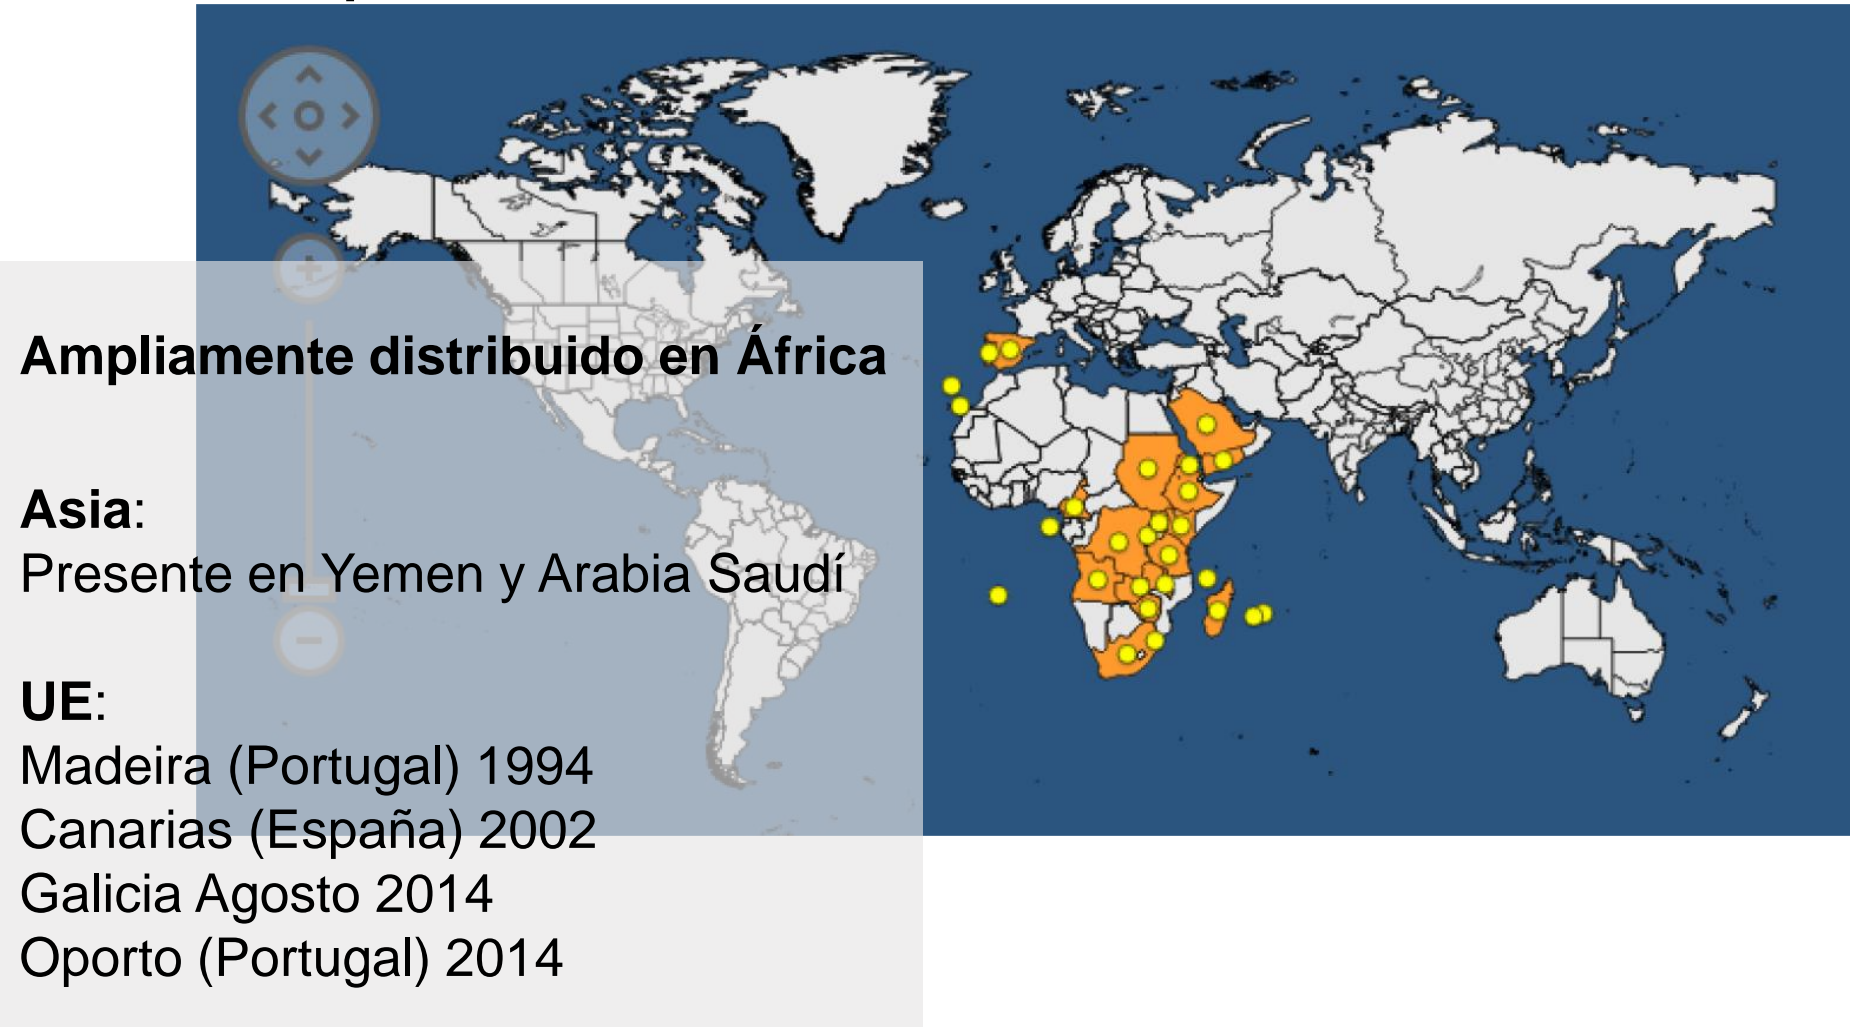 Ampliamente distribuido en África
Asia:
Presente en Yemen y Arabia Saudí
UE:
Madeira (Portugal) 1994
Canarias (España) 2002
Galicia Agosto 2014
Oporto (Portugal) 2014